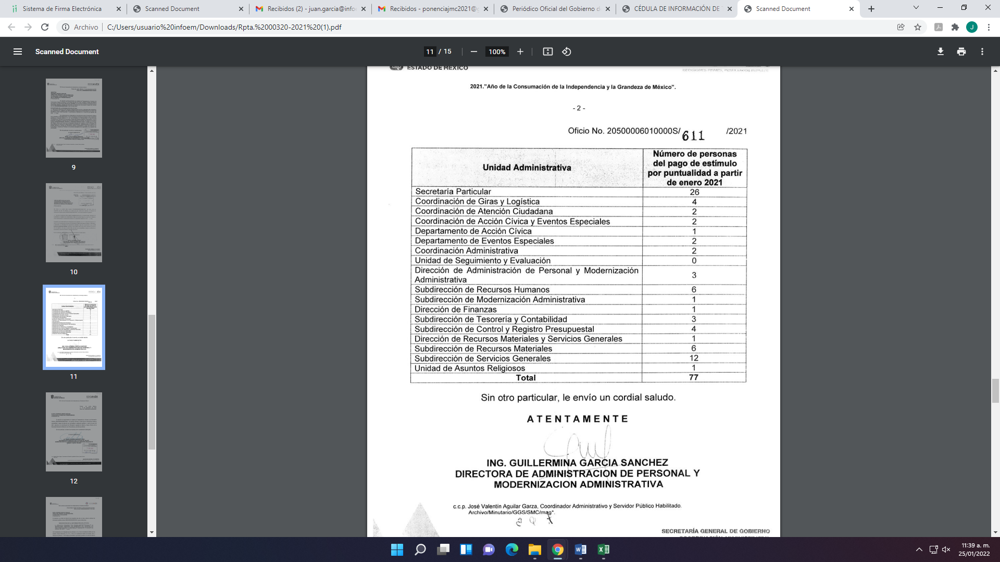 Sistema de Firma Electrónica
Scanned Document
Recibidos (2) - juan.garcia@info
Recibidos - ponenciajmc2021@
Periódico Oficial del Gobierno d
CÉDULA DE INFORMACIÓN DE
Scanned Document
Archivo
C:/Users/usuario%20infoem/Downloads/Rpta.%2000320-2021%20(1).pdf
J
Scanned Document
11 / 15
100%
9
10
11
12
ESTADO DE MÉXICO
2021."Año de la Consumación de la Independencia y la Grandeza de México".
- 2 -
Oficio No. 20500006010000S/ 611 /2021
Unidad Administrativa
Número de personas
del pago de estímulo
por puntualidad a partir
de enero 2021
Secretaría Particular 26
Coordinación de Giras y Logística 4
Coordinación de Atención Ciudadana 2
Coordinación de Acción Cívica y Eventos Especiales 2
Departamento de Acción Cívica 1
Departamento de Eventos Especiales 2
Coordinación Administrativa 2
Unidad de Seguimiento y Evaluación 0
Dirección de Administración de Personal y Modernización
Administrativa 3
Subdirección de Recursos Humanos 6
Subdirección de Modernización Administrativa 1
Dirección de Finanzas 1
Subdirección de Tesorería y Contabilidad 3
Subdirección de Control y Registro Presupuestal 4
Dirección de Recursos Materiales y Servicios Generales 1
Subdirección de Recursos Materiales 6
Subdirección de Servicios Generales 12
Unidad de Asuntos Religiosos 1
Total 77
Sin otro particular, le envío un cordial saludo.
A T E N T A M E N T E
ING. GUILLERMINA GARCIA SANCHEZ
DIRECTORA DE ADMINISTRACION DE PERSONAL Y
MODERNIZACION ADMINISTRATIVA
c.c.p. José Valentín Aguilar Garza, Coordinador Administrativo y Servidor Público Habilitado.
Archivo/Minutario/GGS/SMC/mag*.
SECRETARÍA GENERAL DE GOBIERNO
11:39 a. m.
25/01/2022